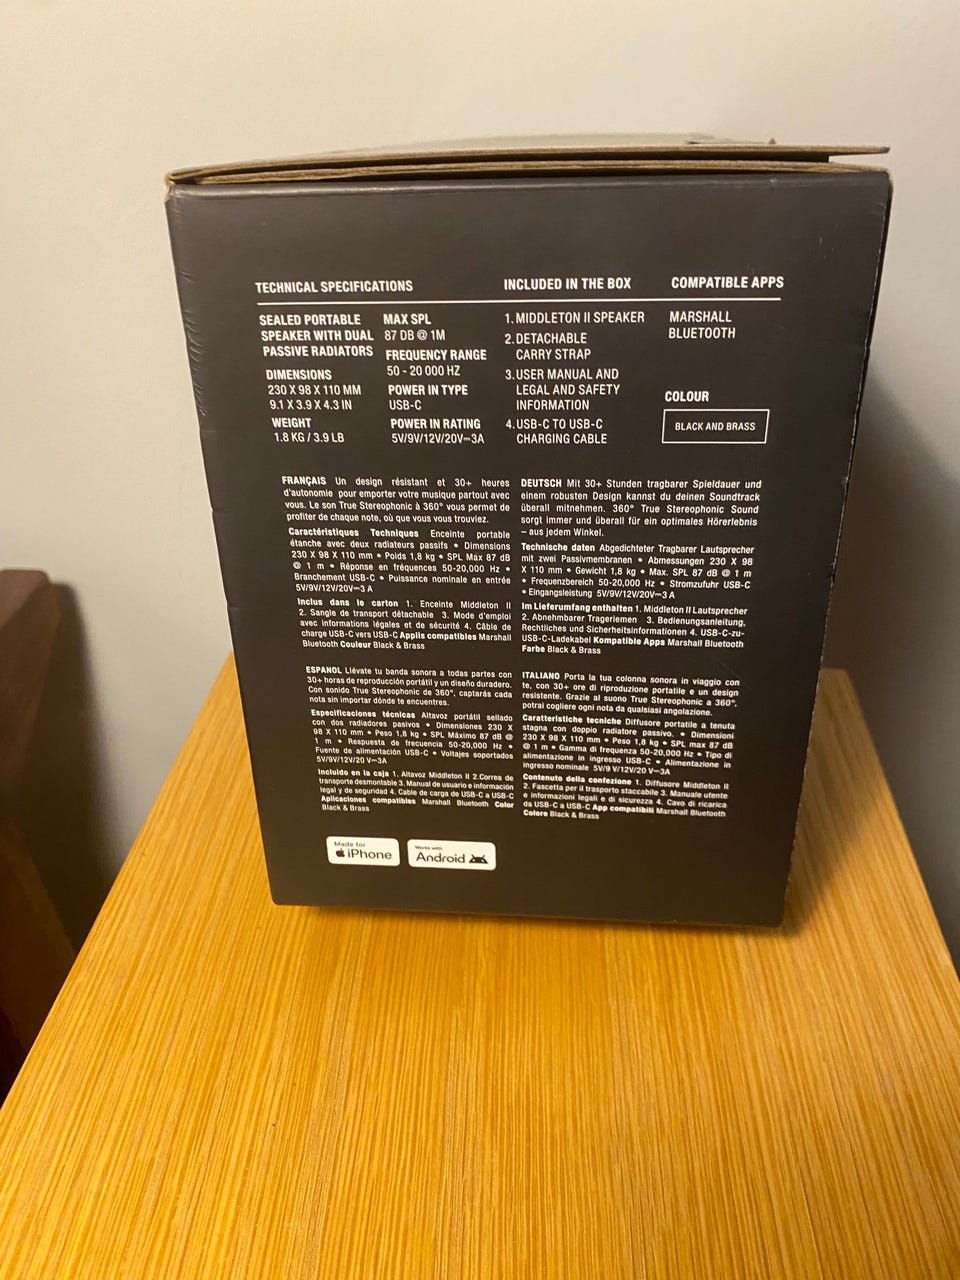 TECHNICAL SPECIFICATIONS
SEALED PORTABLE
SPEAKER WITH DUAL
PASSIVE RADIATORS
DIMENSIONS
230 X 98 X 110 MM
9.1 X 3.9 X 4.3 IN
WEIGHT
1.8 KG / 3.9 LB
MAX SPL
87 DB @ 1M
FREQUENCY RANGE
50 - 20 000 HZ
POWER IN TYPE
USB-C
POWER IN RATING
5V/9V/12V/20V⎓3A
INCLUDED IN THE BOX
1. MIDDLETON II SPEAKER
2. DETACHABLE
CARRY STRAP
3. USER MANUAL AND
LEGAL AND SAFETY
INFORMATION
4. USB-C TO USB-C
CHARGING CABLE
COMPATIBLE APPS
MARSHALL
BLUETOOTH
COLOUR
BLACK AND BRASS
FRANÇAIS Un design résistant et 30+ heures
d'autonomie pour emporter votre musique partout avec
vous. Le son True Stereophonic à 360° vous permet de
profiter de chaque note, où que vous vous trouviez.
Caractéristiques Techniques Enceinte portable
étanche avec deux radiateurs passifs • Dimensions
230 X 98 X 110 mm • Poids 1,8 kg • SPL Máx 87 dB
@ 1 m • Réponse en fréquences 50-20,000 Hz •
Branchement USB-C • Puissance nominale en entrée
5V/9V/12V/20V⎓3 A
Inclus dans le carton 1. Enceinte Middleton II
2. Sangle de transport détachable 3. Mode d'emploi
avec informations légales et de sécurité 4. Câble de
charge USB-C vers USB-C Applis compatibles Marshall
Bluetooth Couleur Black & Brass
DEUTSCH Mit 30+ Stunden tragbarer Spieldauer und
einem robusten Design kannst du deinen Soundtrack
überall mitnehmen. 360° True Stereophonic Sound
sorgt immer und überall für ein optimales Hörerlebnis
– aus jedem Winkel.
Technische daten Abgedichteter Tragbarer Lautsprecher
mit zwei Passivmembranen • Abmessungen 230 X 98
X 110 mm • Gewicht 1,8 kg • Max. SPL 87 dB @ 1 m
• Frequenzbereich 50-20,000 Hz • Stromzufuhr USB-C
• Eingangsleistung 5V/9V/12V/20V⎓3 A
Im Lieferumfang enthalten 1. Middleton II Lautsprecher
2. Abnehmbarer Trageriemen 3. Bedienungsanleitung,
Rechtliches und Sicherheitsinformationen 4. USB-C-zu-
USB-C-Ladekabel Kompatible Apps Marshall Bluetooth
Farbe Black & Brass
ESPANOL Llévate tu banda sonora a todas partes con
30+ horas de reproducción portátil y un diseño duradero.
Con sonido True Stereophonic de 360°, captarás cada
nota sin importar dónde te encuentres.
Especificaciones técnicas Altavoz portátil sellado
con dos radiadores pasivos • Dimensiones 230 X
98 X 110 mm • Peso 1,8 kg • SPL Máximo 87 dB @
1 m • Respuesta de frecuencia 50-20,000 Hz •
Fuente de alimentación USB-C • Voltajes soportados
5V/9V/12V/20 V⎓3A
Incluido en la caja 1. Altavoz Middleton II 2.Correa de
transporte desmontable 3. Manual de usuario e información
legal y de seguridad 4. Cable de carga de USB-C a USB-C
Aplicaciones compatibles Marshall Bluetooth Color
Black & Brass
ITALIANO Porta la tua colonna sonora in viaggio con
te, con 30+ ore di riproduzione portatile e un design
resistente. Grazie al suono True Stereophonic a 360°,
potrai cogliere ogni nota da qualsiasi angolazione.
Caratteristiche tecniche Diffusore portatile a tenuta
stagna con doppio radiatore passivo. • Dimensioni
230 X 98 X 110 mm • Peso 1,8 kg • SPL max 87 dB
@ 1 m • Gamma di frequenza 50-20,000 Hz • Tipo di
alimentazione in ingresso USB-C • Alimentazione in
ingresso nominale 5V/9 V/12V/20 V⎓3A
Contenuto della confezione 1. Diffusore Middleton II
2. Fascetta per il trasporto staccabile 3. Manuale utente
e informazioni legali e di sicurezza 4. Cavo di ricarica
da USB-C a USB-C App compatibili Marshall Bluetooth
Colore Black & Brass
Made for
iPhone
Works with
Android